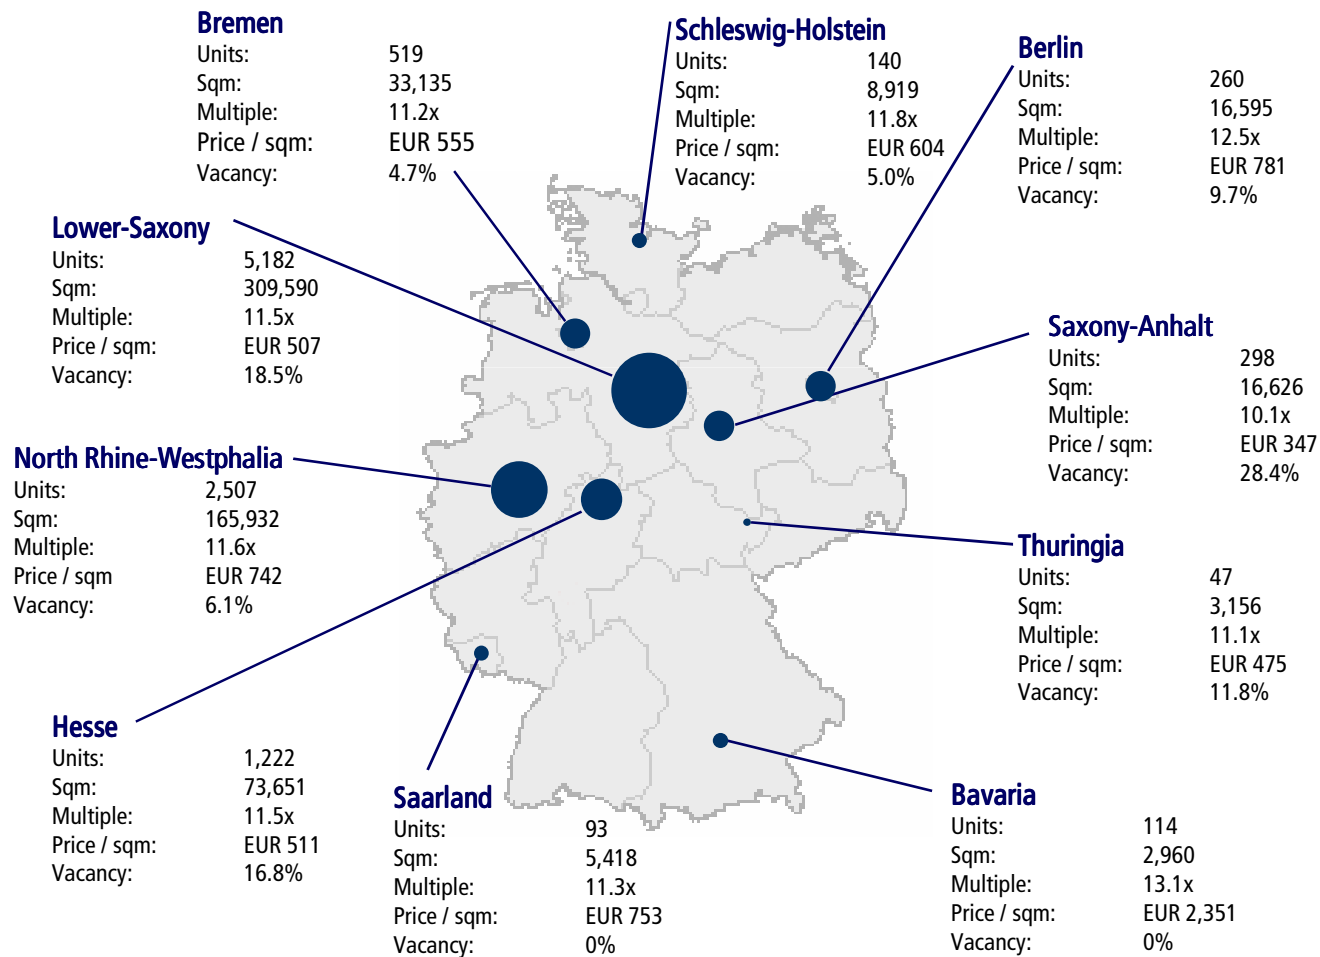 Bremen
Units: 519
Sqm: 33,135
Multiple: 11.2x
Price / sqm: EUR 555
Vacancy: 4.7%
Schleswig-Holstein
Units: 140
Sqm: 8,919
Multiple: 11.8x
Price / sqm: EUR 604
Vacancy: 5.0%
Berlin
Units: 260
Sqm: 16,595
Multiple: 12.5x
Price / sqm: EUR 781
Vacancy: 9.7%
Lower-Saxony
Units: 5,182
Sqm: 309,590
Multiple: 11.5x
Price / sqm: EUR 507
Vacancy: 18.5%
Saxony-Anhalt
Units: 298
Sqm: 16,626
Multiple: 10.1x
Price / sqm: EUR 347
Vacancy: 28.4%
North Rhine-Westphalia
Units: 2,507
Sqm: 165,932
Multiple: 11.6x
Price / sqm EUR 742
Vacancy: 6.1%
Thuringia
Units: 47
Sqm: 3,156
Multiple: 11.1x
Price / sqm: EUR 475
Vacancy: 11.8%
Hesse
Units: 1,222
Sqm: 73,651
Multiple: 11.5x
Price / sqm: EUR 511
Vacancy: 16.8%
Saarland
Units: 93
Sqm: 5,418
Multiple: 11.3x
Price / sqm: EUR 753
Vacancy: 0%
Bavaria
Units: 114
Sqm: 2,960
Multiple: 13.1x
Price / sqm: EUR 2,351
Vacancy: 0%